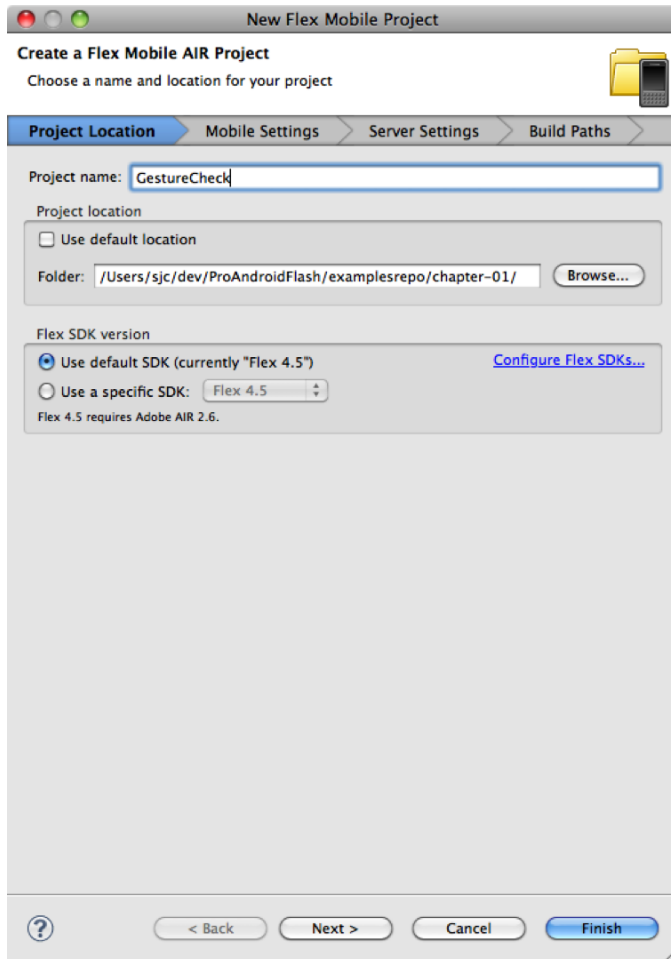 New Flex Mobile Project
Create a Flex Mobile AIR Project
Choose a name and location for your project
Project Location Mobile Settings Server Settings Build Paths
Project name: GestureCheck
Project location
Use default location
Folder: /Users/sjc/dev/ProAndroidFlash/examplesrepo/chapter-01/ Browse...
Flex SDK version
Use default SDK (currently "Flex 4.5") Configure Flex SDKs...
Use a specific SDK: Flex 4.5
Flex 4.5 requires Adobe AIR 2.6.
? < Back Next > Cancel Finish